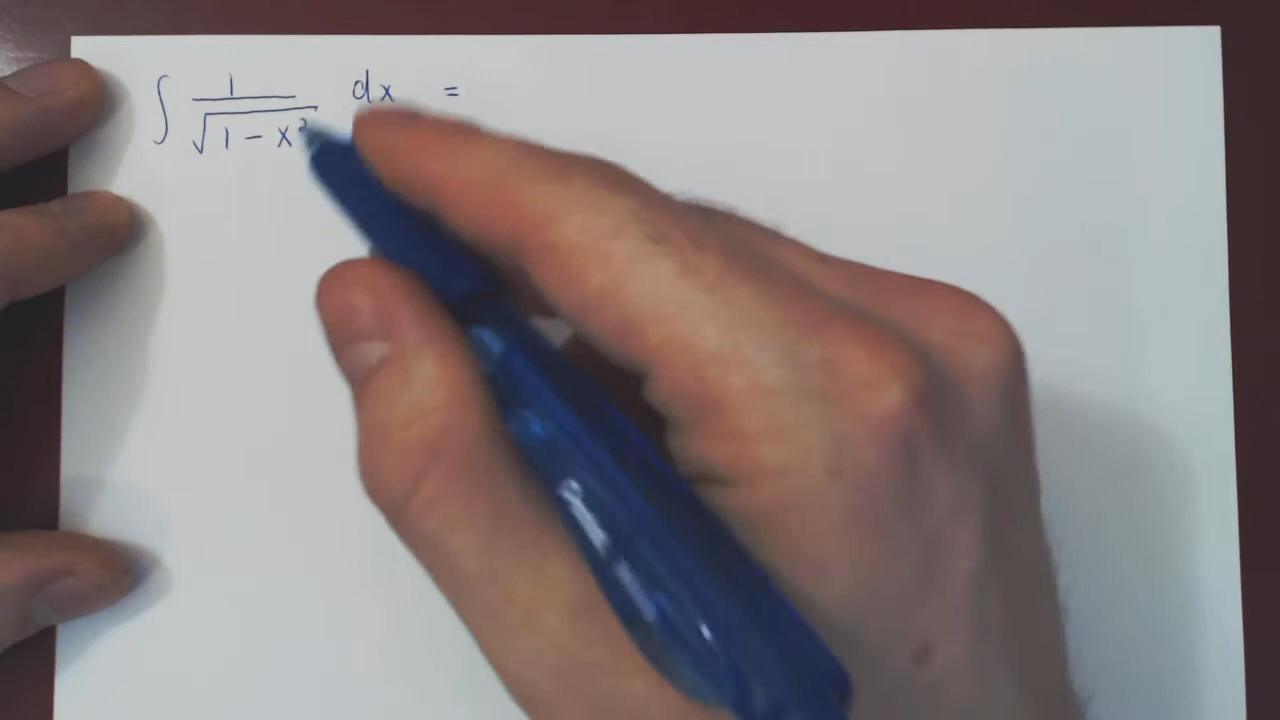 ∫ 1/√(1 - x²) dx =